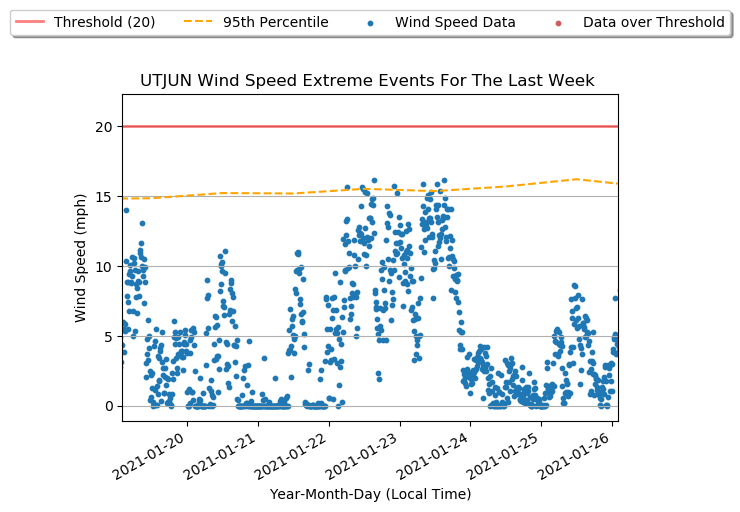 Threshold (20) 95th Percentile Wind Speed Data Data over Threshold
UTJUN Wind Speed Extreme Events For The Last Week
Wind Speed (mph)
20
15
10
5
0
2021-01-20 2021-01-21 2021-01-22 2021-01-23 2021-01-24 2021-01-25 2021-01-26
Year-Month-Day (Local Time)